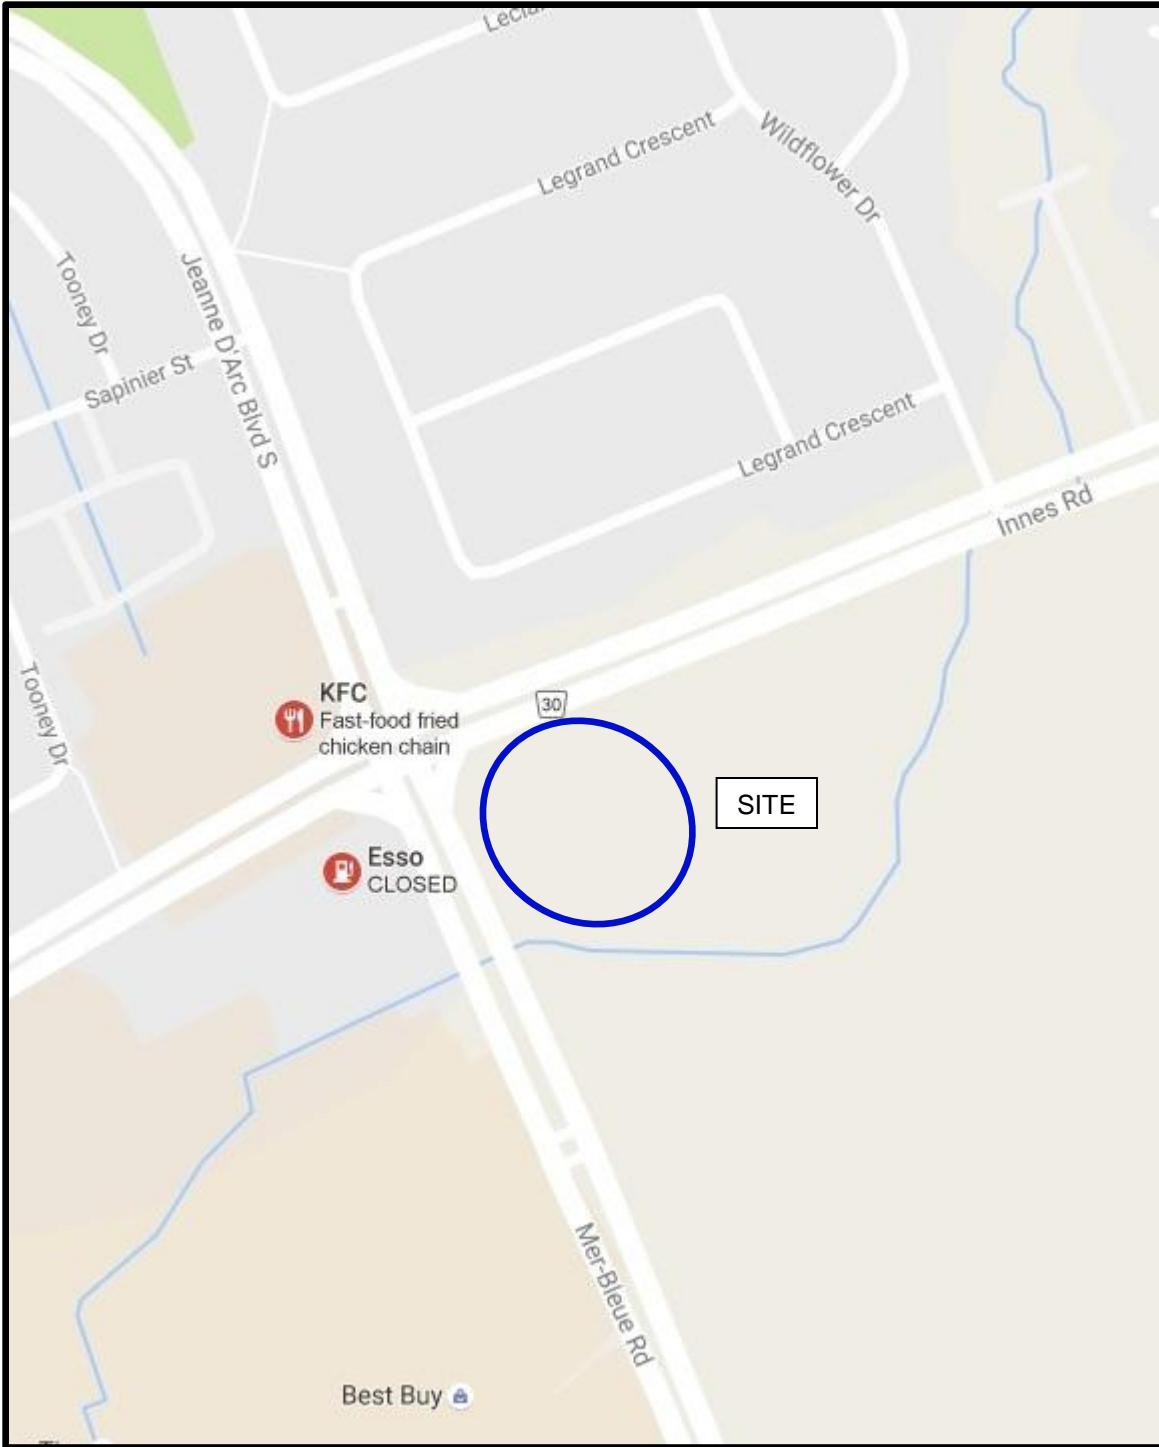 Legrand Crescent
Wildflower Dr
Tooney Dr
Jeanne D'Arc Blvd S
Sapinier St
Legrand Crescent
Innes Rd
Tooney Dr
KFC
Fast-food fried
chicken chain
30
SITE
Esso
CLOSED
Mer-Bleue Rd
Best Buy